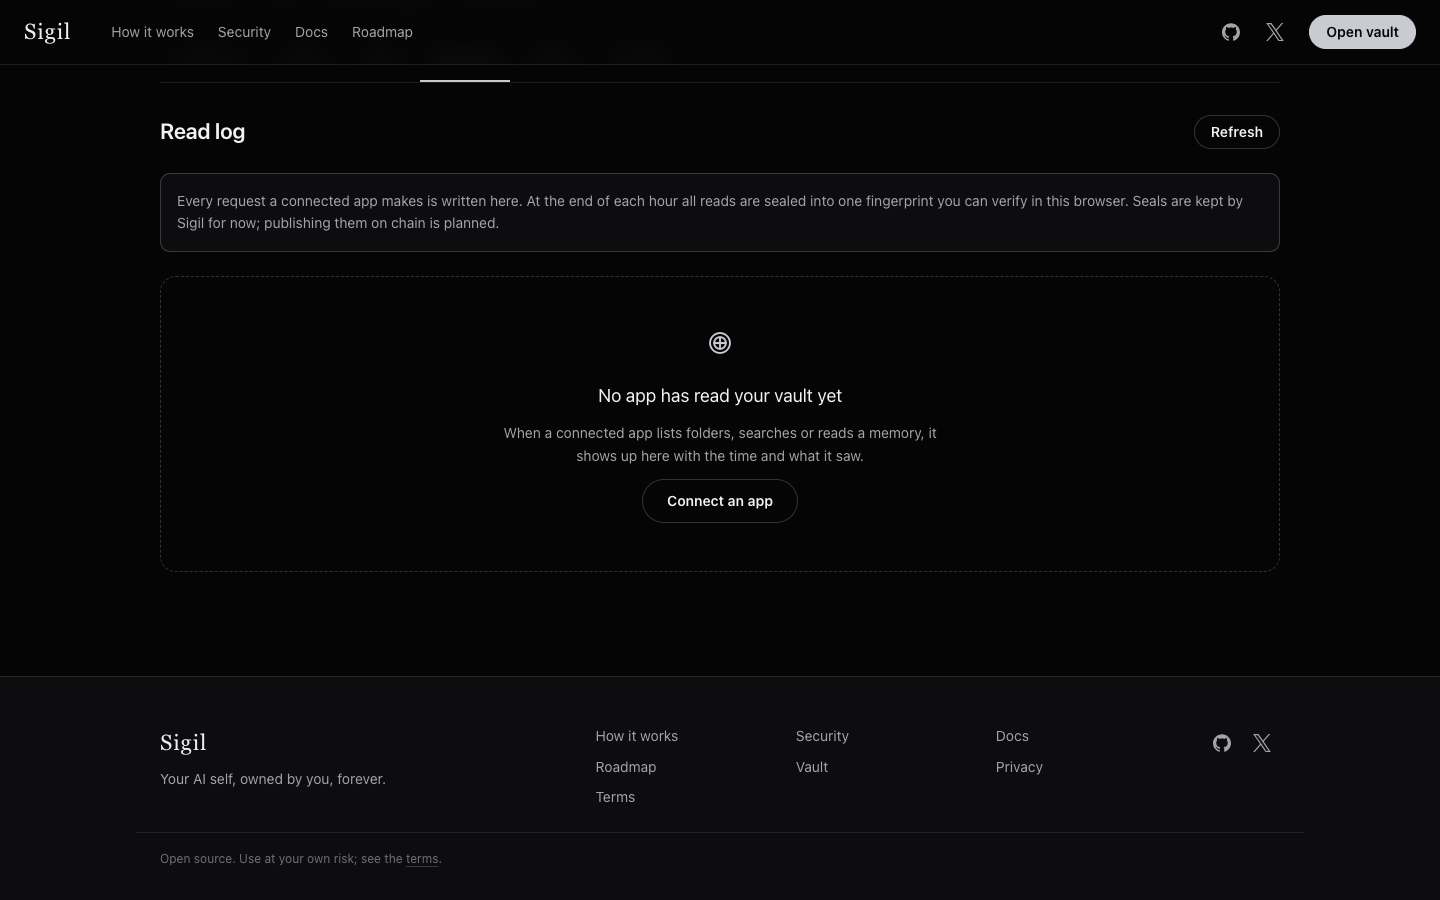 Sigil
How it works
Security
Docs
Roadmap
Open vault
Read log
Refresh
Every request a connected app makes is written here. At the end of each hour all reads are sealed into one fingerprint you can verify in this browser. Seals are kept by
Sigil for now; publishing them on chain is planned.
No app has read your vault yet
When a connected app lists folders, searches or reads a memory, it
shows up here with the time and what it saw.
Connect an app
Sigil
Your AI self, owned by you, forever.
How it works
Security
Docs
Roadmap
Vault
Privacy
Terms
Open source. Use at your own risk; see the terms.